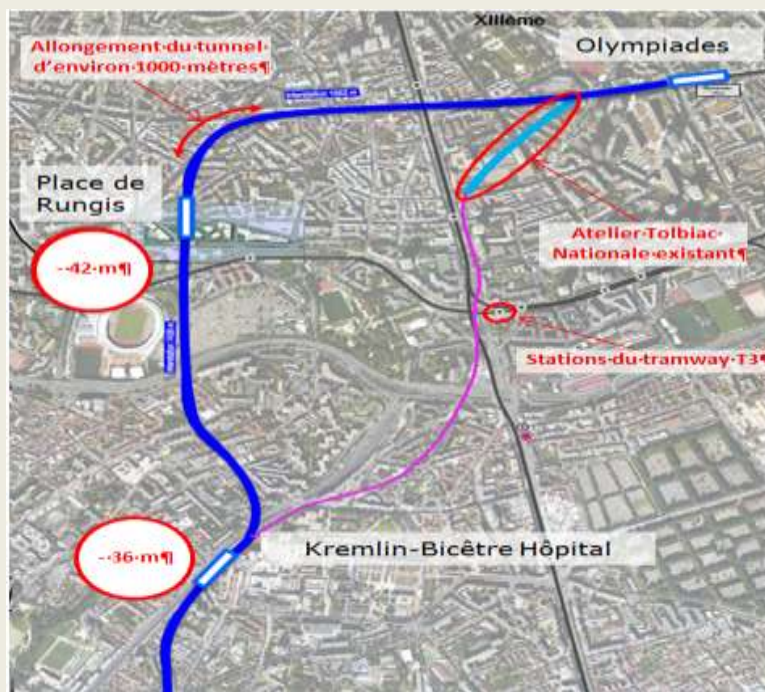 XIIIème
Olympiades
Allongement·du·tunnel·
d'environ·1000·mètres¶
Place de
Rungis
--42·m¶
Atelier·Tolbiac·
Nationale·existant¶
Stations·du·tramway·T3¶
--36·m¶
Kremlin-Bicêtre Hôpital